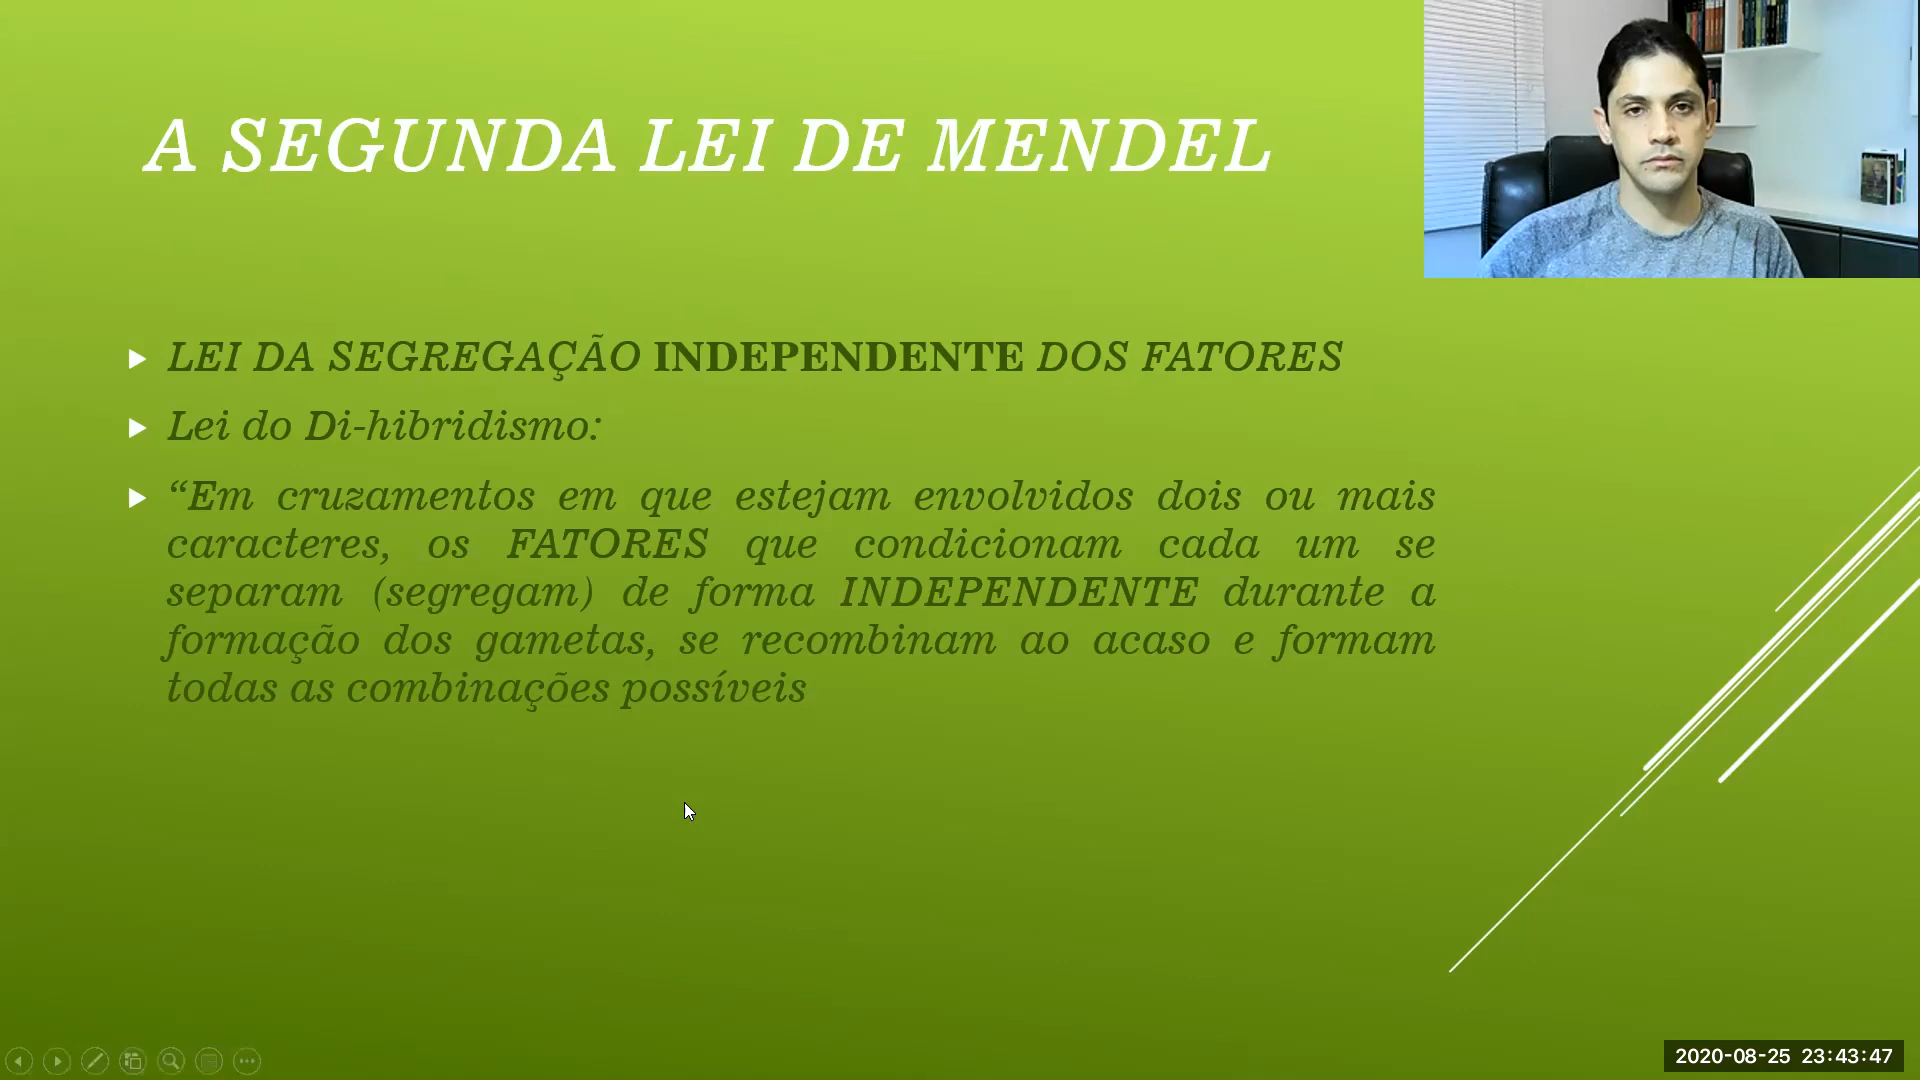 A SEGUNDA LEI DE MENDEL
LEI DA SEGREGAÇÃO INDEPENDENTE DOS FATORES
Lei do Di-hibridismo:
“Em cruzamentos em que estejam envolvidos dois ou mais
caracteres, os FATORES que condicionam cada um se
separam (segregam) de forma INDEPENDENTE durante a
formação dos gametas, se recombinam ao acaso e formam
todas as combinações possíveis
2020-08-25 23:43:47